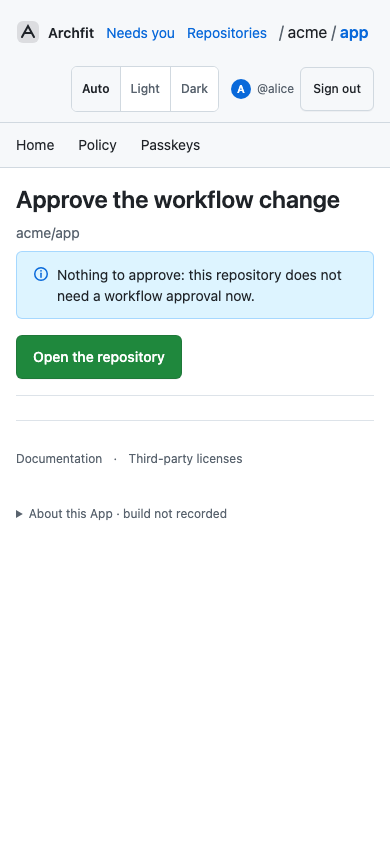 Archfit Needs you Repositories / acme / app
Auto Light Dark A @alice Sign out
Home Policy Paskeys
Approve the workflow change
acme/app
Nothing to approve: this repository does not
need a workflow approval now.
Open the repository
Documentation · Third-party licenses
About this App · build not recorded